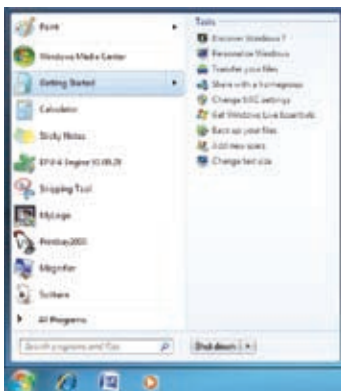 Paint
Windows Media Center
Getting Started
Calculator
Sticky Notes
Snipping Tool
MyLogo
Magnifier
Solitaire
All Programs
Search programs and files
Tasks
Discover Windows 7
Personalize Windows
Transfer your files
Share with a homegroup
Change UAC settings
Get Windows Live Essentials
Back up your files
Add new users
Change text size
Shut down